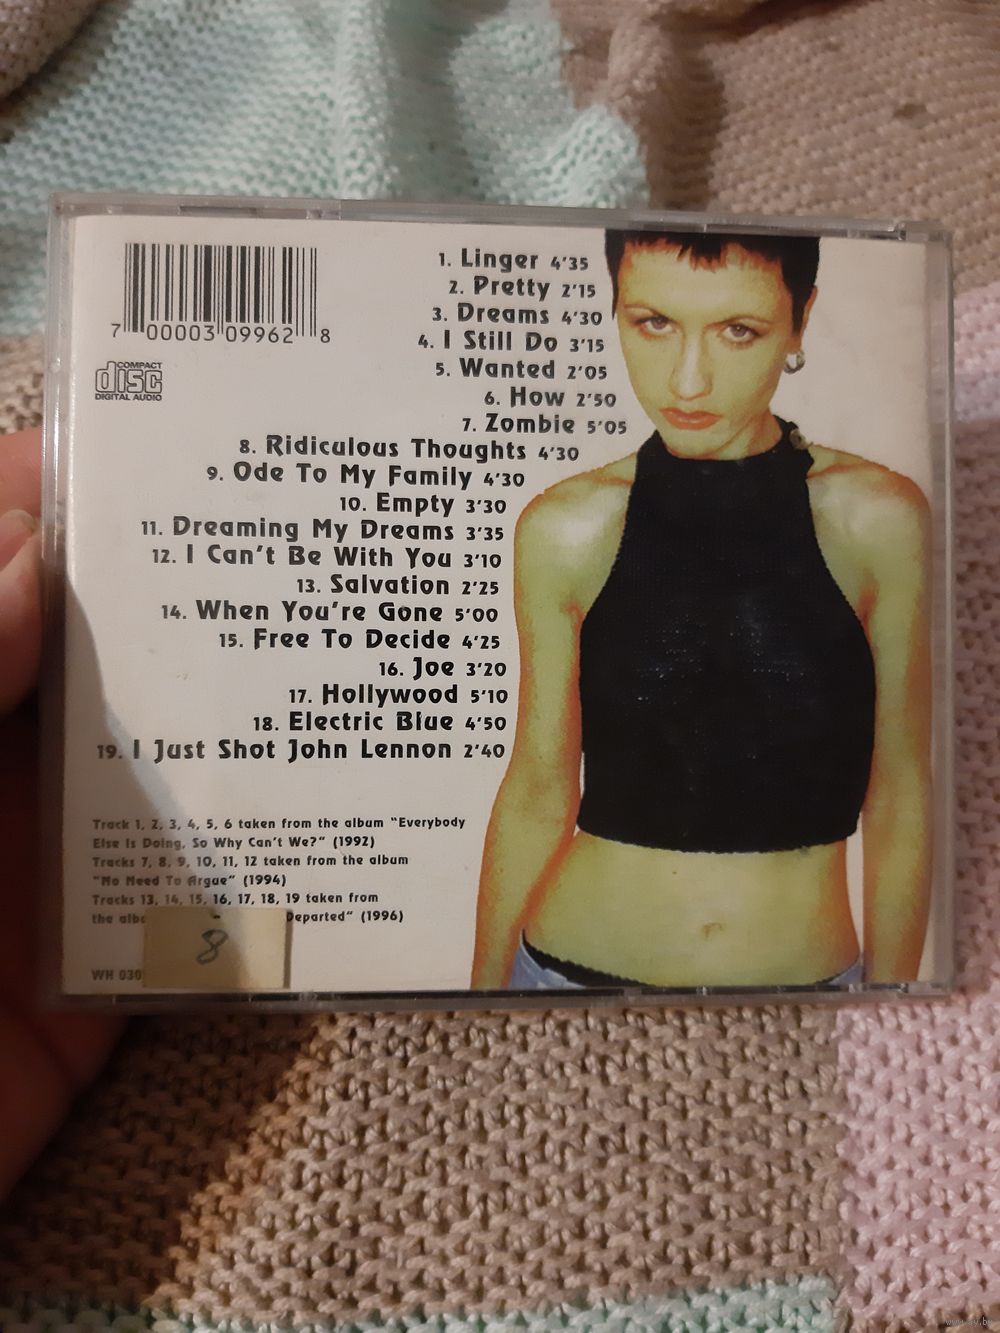 7 00003 09962 8
COMPACT
disc
DIGITAL AUDIO
1. Linger 4'35
2. Pretty 2'15
3. Dreams 4'30
4. I Still Do 3'15
5. Wanted 2'05
6. How 2'50
7. Zombie 5'05
8. Ridiculous Thoughts 4'30
9. Ode To My Family 4'30
10. Empty 3'30
11. Dreaming My Dreams 3'35
12. I Can't Be With You 3'10
13. Salvation 2'25
14. When You're Gone 5'00
15. Free To Decide 4'25
16. Joe 3'20
17. Hollywood 5'10
18. Electric Blue 4'50
19. I Just Shot John Lennon 2'40
Track 1, 2, 3, 4, 5, 6 taken from the album "Everybody
Else Is Doing, So Why Can't We?" (1992)
Tracks 7, 8, 9, 10, 11, 12 taken from the album
"No Need To Argue" (1994)
Tracks 13, 14, 15, 16, 17, 18, 19 taken from
the Departed" (1996)
8
WH 030
www.ay.by